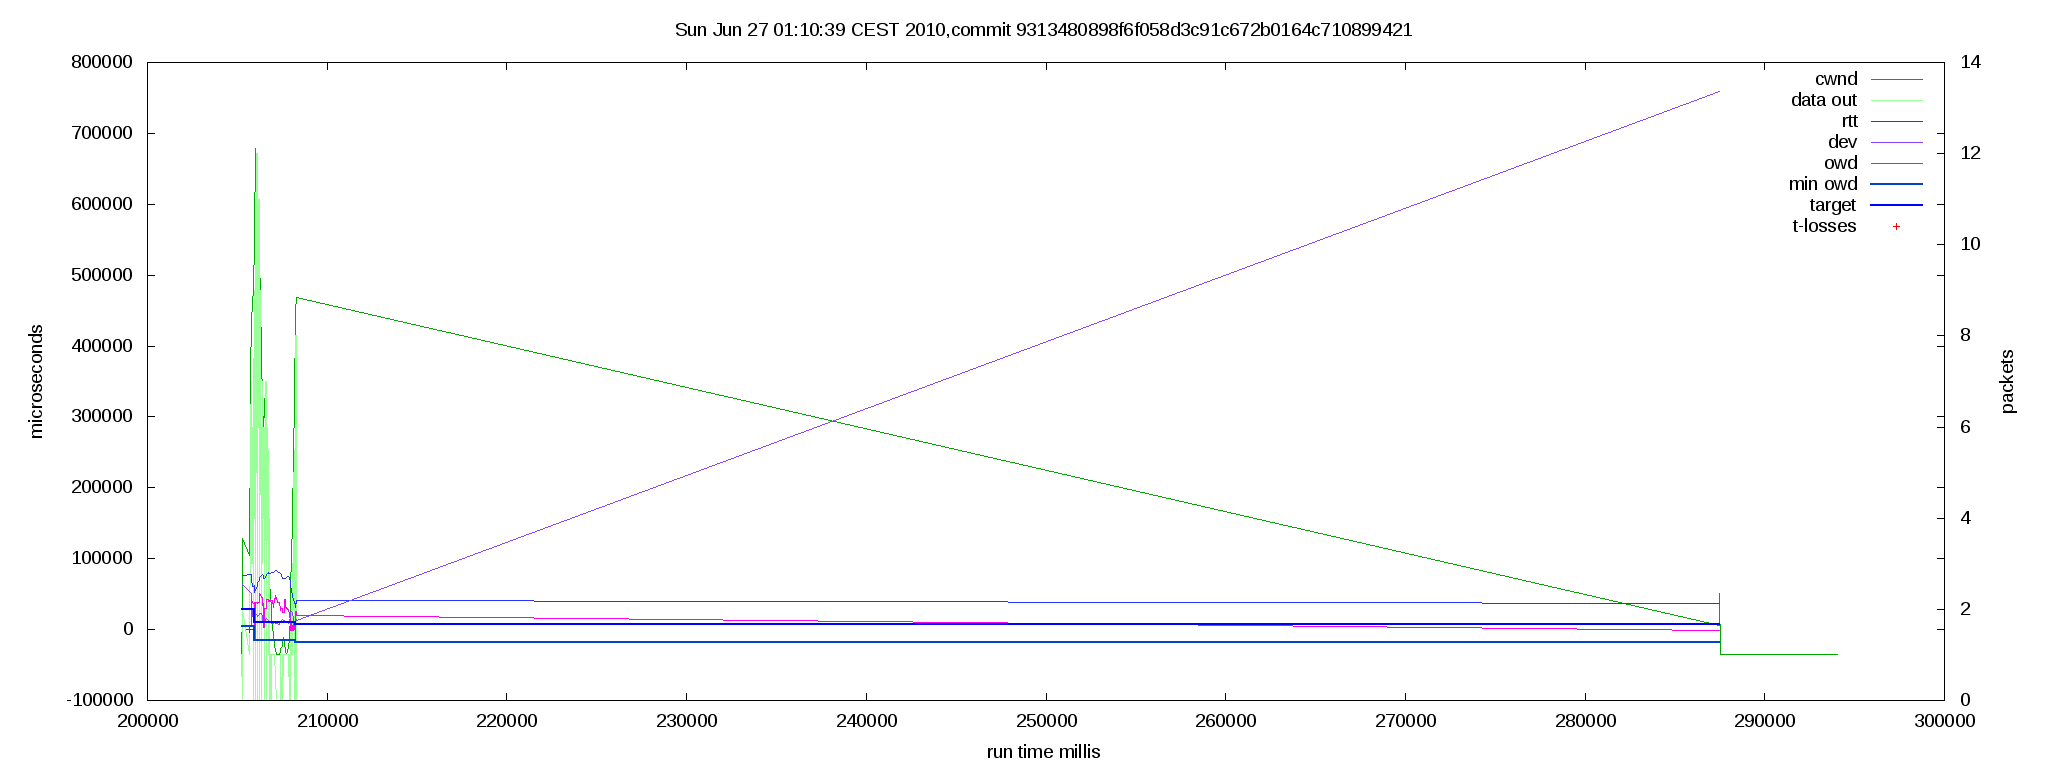 Sun Jun 27 01:10:39 CEST 2010,commit 9313480898f6f058d3c91c672b0164c710899421
800000
700000
600000
500000
400000
300000
200000
100000
0
-100000
microseconds
14
12
10
8
6
4
2
0
packets
cwnd
data out
rtt
dev
owd
min owd
target
t-losses
200000 210000 220000 230000 240000 250000 260000 270000 280000 290000 300000
run time millis